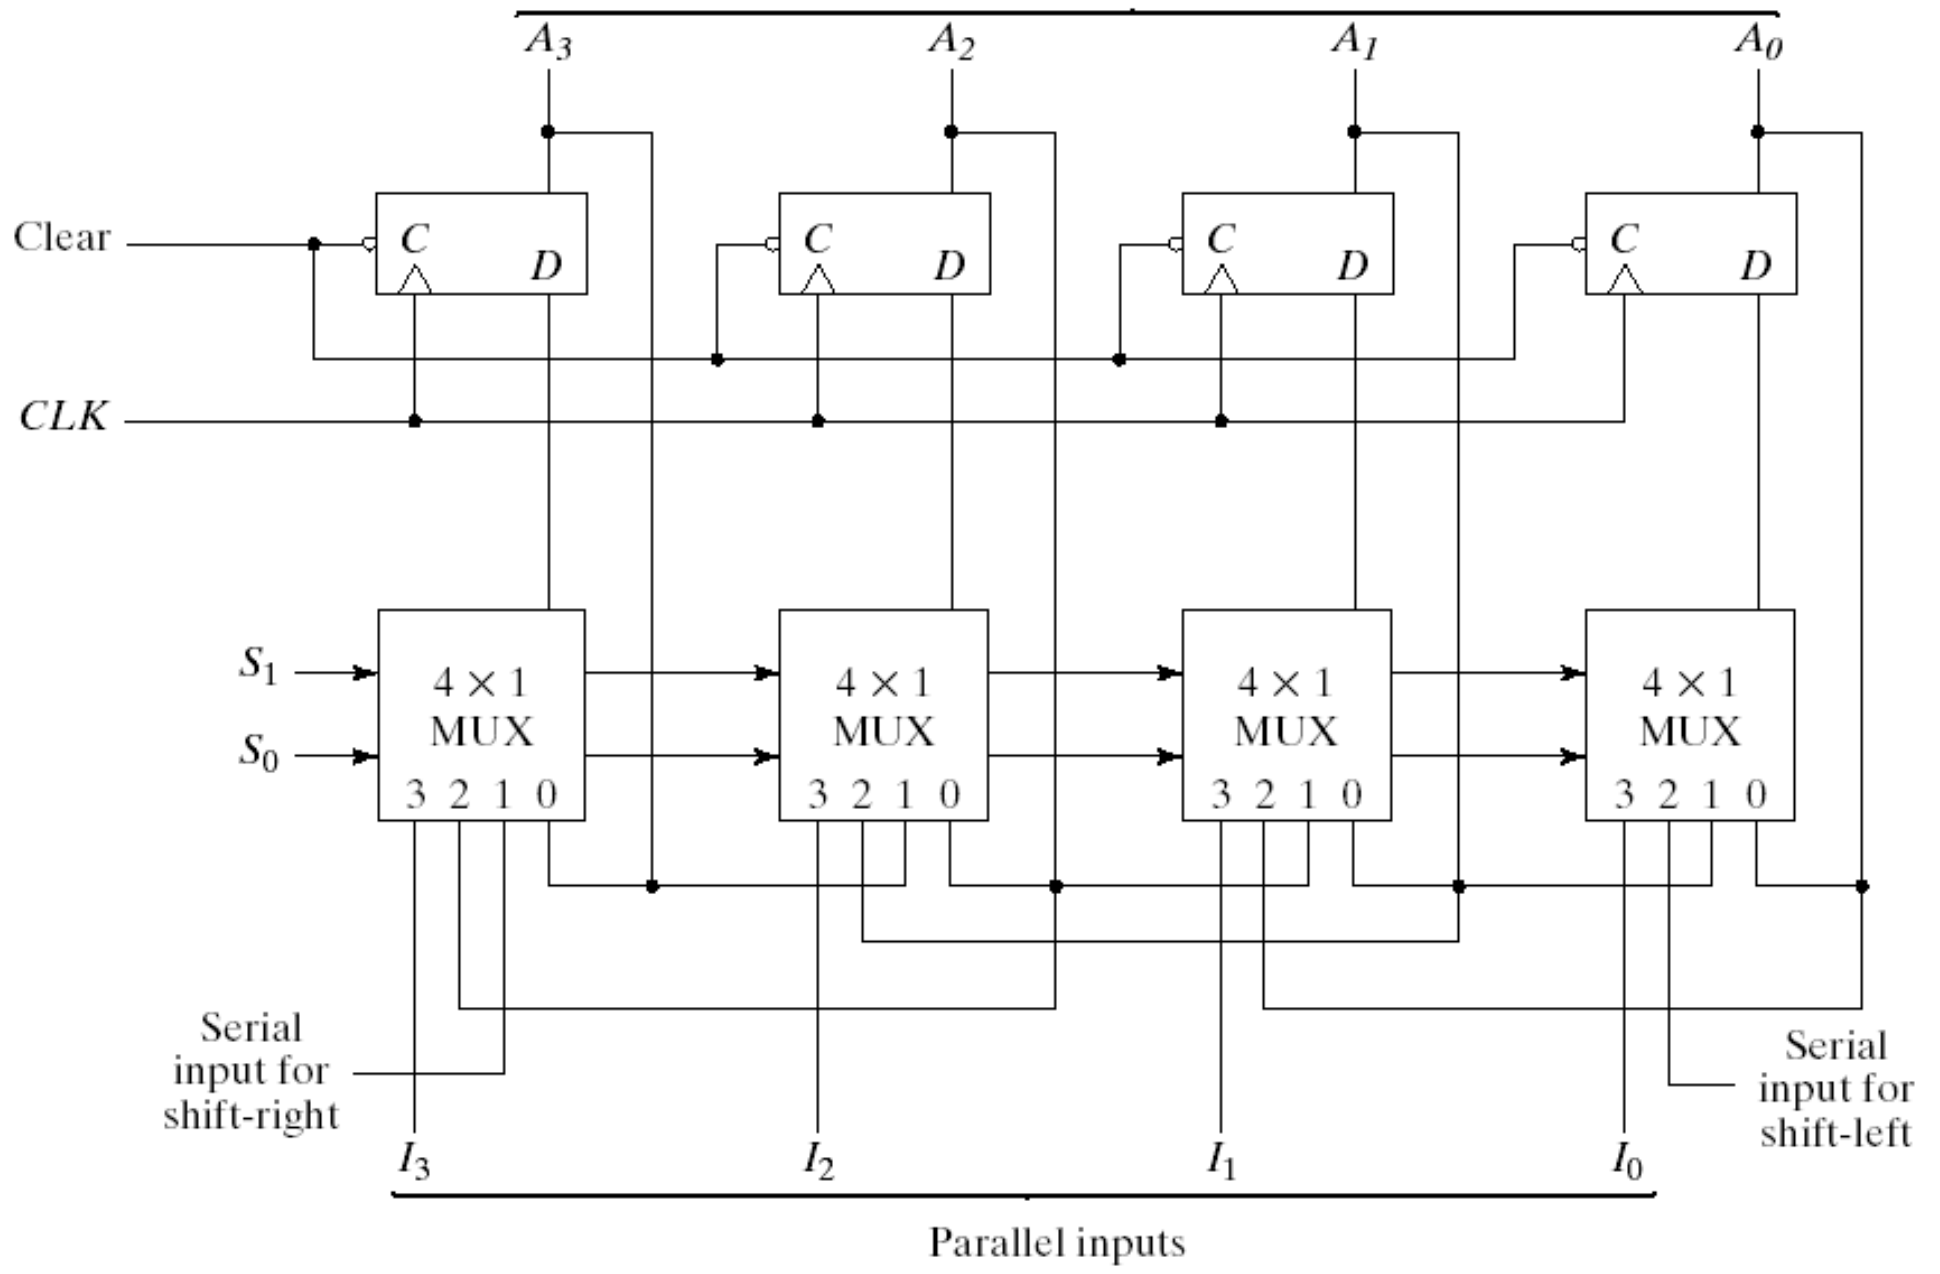 A₃ A₂ A₁ A₀
Clear C D C D C D C D
CLK
S₁ 4 × 1 4 × 1 4 × 1 4 × 1
MUX MUX MUX MUX
S₀
3 2 1 0 3 2 1 0 3 2 1 0 3 2 1 0
Serial
input for
shift-right
Serial
input for
shift-left
I₃ I₂ I₁ I₀
Parallel inputs